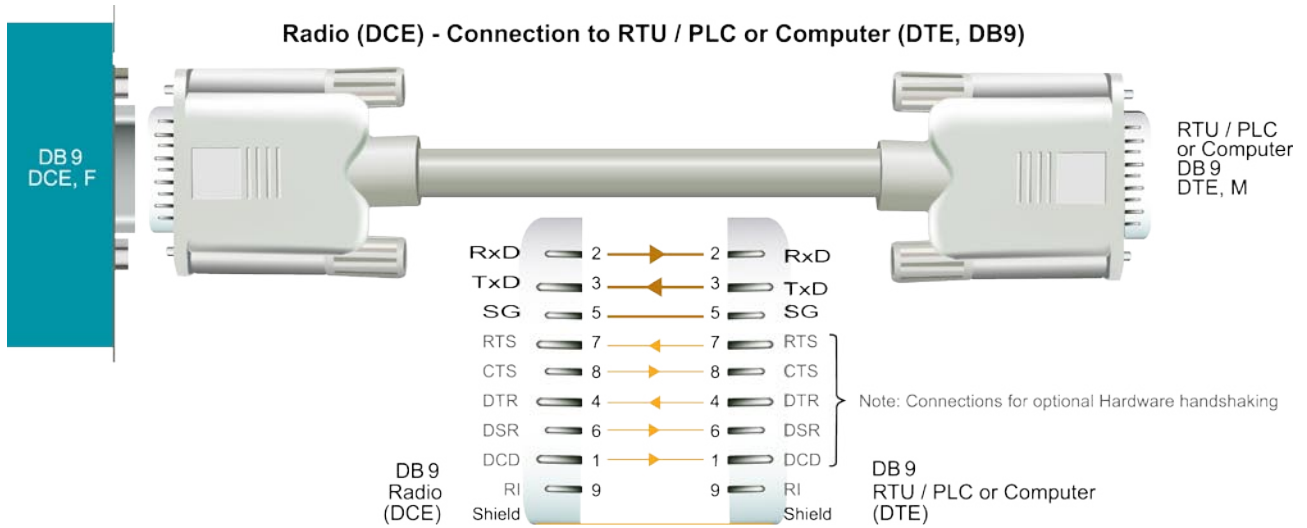 Radio (DCE) - Connection to RTU / PLC or Computer (DTE, DB9)
DB 9
DCE, F
RTU / PLC
or Computer
DB 9
DTE, M
RxD 2 2 RxD
TxD 3 3 TxD
SG 5 5 SG
RTS 7 7 RTS
CTS 8 8 CTS
DTR 4 4 DTR
Note: Connections for optional Hardware handshaking
DSR 6 6 DSR
DCD 1 1 DCD
RI 9 9 RI
Shield Shield
DB 9
Radio
(DCE)
DB 9
RTU / PLC or Computer
(DTE)